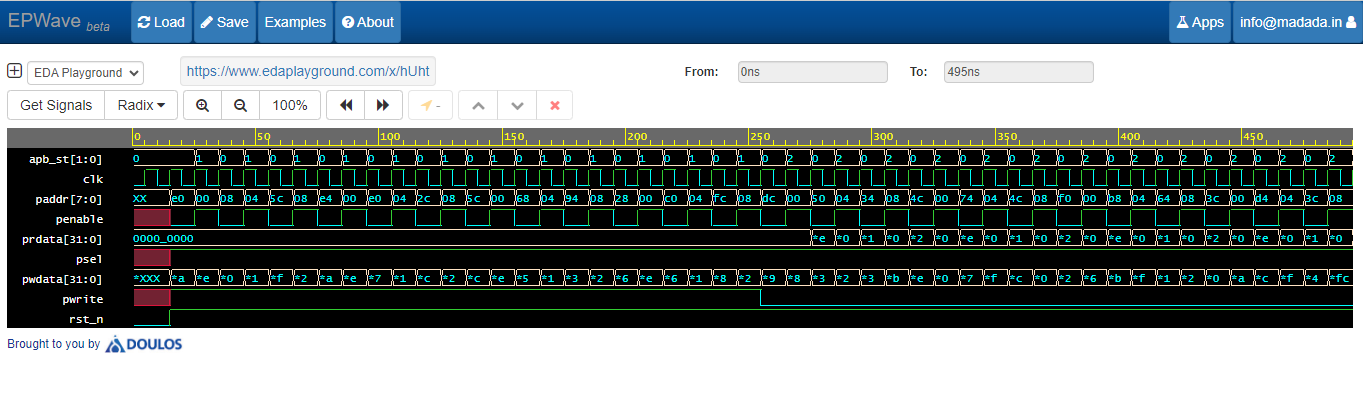 EPWave beta Load Save Examples About Apps info@madada.in
EDA Playground https://www.edaplayground.com/x/hUht From: 0ns To: 495ns
Get Signals Radix 100% -
0 50 100 150 200 250 300 350 400 450
apb_st[1:0] 0 1 0 1 0 1 0 1 0 1 0 1 0 1 0 1 0 1 0 1 0 1 0 1 0 2 0 2 0 2 0 2 0 2 0 2 0 2 0 2 0 2 0 2 0 2 0 2
clk
paddr[7:0] XX e0 00 08 04 5c 08 e4 00 e0 04 2c 08 5c 00 68 04 94 08 28 00 c0 04 fc 08 dc 00 50 04 34 08 4c 00 74 04 4c 08 f0 00 b8 04 64 08 3c 00 d4 04 3c 08
penable
prdata[31:0] 0000_0000 *e *0 *1 *0 *2 *0 *e *0 *1 *0 *2 *0 *e *0 *1 *0 *2 *0 *e *0 *1 *0
psel
pwdata[31:0] *XXX *a *e *0 *1 *f *2 *a *e *7 *1 *c *2 *c *e *5 *1 *3 *2 *6 *e *6 *1 *8 *2 *9 *8 *3 *2 *3 *b *e *0 *7 *f *c *0 *2 *6 *b *f *1 *2 *0 *a *c *f *4 *fc
pwrite
rst_n
Brought to you by DOULOS